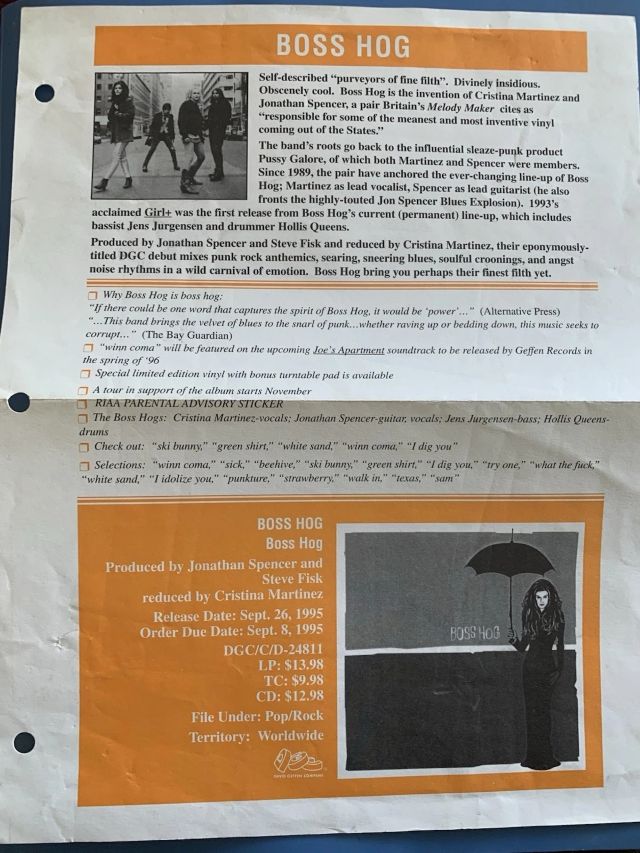 BOSS HOG
Self-described “purveyors of fine filth”. Divinely insidious.
Obscenely cool. Boss Hog is the invention of Cristina Martinez and
Jonathan Spencer, a pair Britain's Melody Maker cites as
“responsible for some of the meanest and most inventive vinyl
coming out of the States.”
The band's roots go back to the influential sleaze-punk product
Pussy Galore, of which both Martinez and Spencer were members.
Since 1989, the pair have anchored the ever-changing line-up of Boss
Hog; Martinez as lead vocalist, Spencer as lead guitarist (he also
fronts the highly-touted Jon Spencer Blues Explosion). 1993's
acclaimed Girl+ was the first release from Boss Hog's current (permanent) line-up, which includes
bassist Jens Jurgensen and drummer Hollis Queens.
Produced by Jonathan Spencer and Steve Fisk and reduced by Cristina Martinez, their eponymously-
titled DGC debut mixes punk rock anthemics, searing, sneering blues, soulful croonings, and angst
noise rhythms in a wild carnival of emotion. Boss Hog bring you perhaps their finest filth yet.
Why Boss Hog is boss hog:
“If there could be one word that captures the spirit of Boss Hog, it would be ‘power’…” (Alternative Press)
“…This band brings the velvet of blues to the snarl of punk…whether raving up or bedding down, this music seeks to
corrupt…” (The Bay Guardian)
“winn coma” will be featured on the upcoming Joe's Apartment soundtrack to be released by Geffen Records in
the spring of ‘96
Special limited edition vinyl with bonus turntable pad is available
A tour in support of the album starts November
RIAA PARENTAL ADVISORY STICKER
The Boss Hogs: Cristina Martinez-vocals; Jonathan Spencer-guitar, vocals; Jens Jurgensen-bass; Hollis Queens-
drums
Check out: “ski bunny,” “green shirt,” “white sand,” “winn coma,” “I dig you”
Selections: “winn coma,” “sick,” “beehive,” “ski bunny,” “green shirt,” “I dig you,” “try one,” “what the fuck,”
“white sand,” “I idolize you,” “punkture,” “strawberry,” “walk in,” “texas,” “sam”
BOSS HOG
Boss Hog
Produced by Jonathan Spencer and
Steve Fisk
reduced by Cristina Martinez
Release Date: Sept. 26, 1995
Order Due Date: Sept. 8, 1995
DGC/C/D-24811
LP: $13.98
TC: $9.98
CD: $12.98
File Under: Pop/Rock
Territory: Worldwide
DAVID GEFFEN COMPANY
BOSS HOG